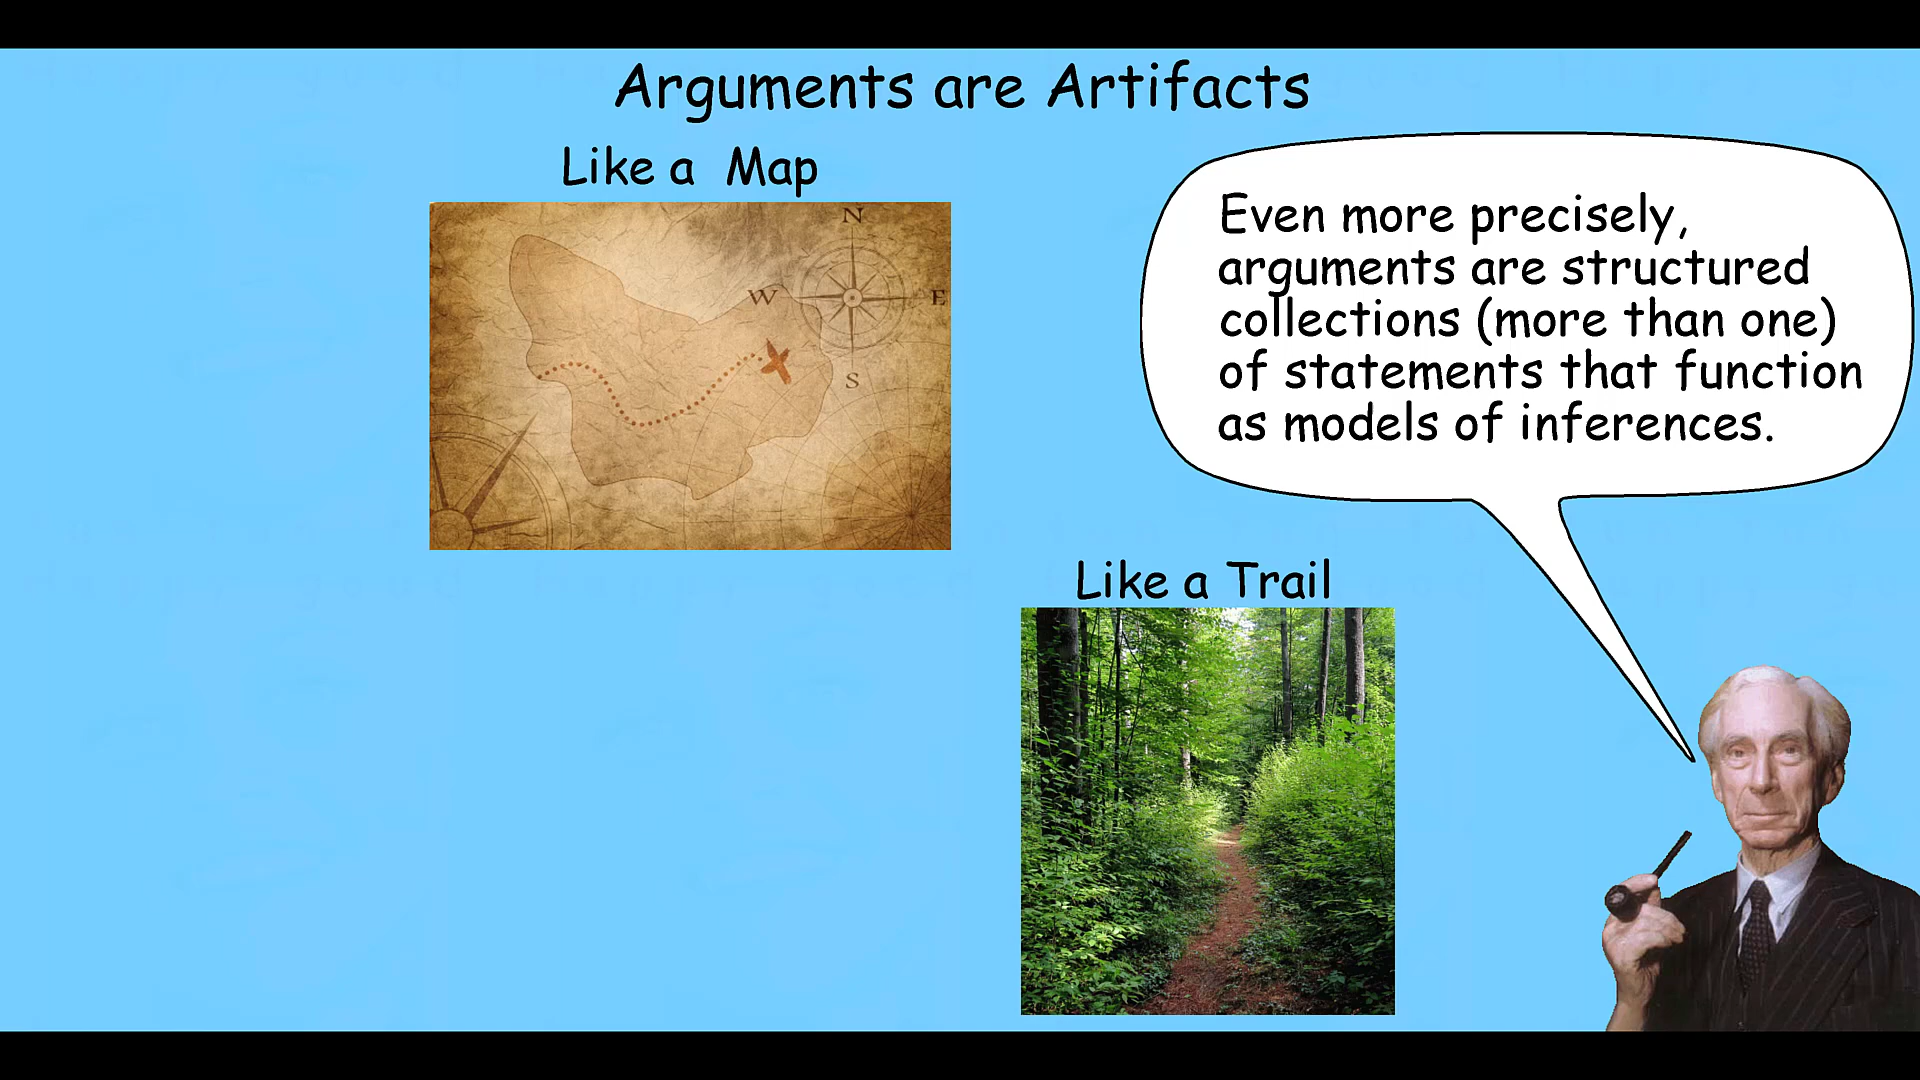 Arguments are Artifacts
Like a Map
N
W
E
S
Even more precisely,
arguments are structured
collections (more than one)
of statements that function
as models of inferences.
Like a Trail